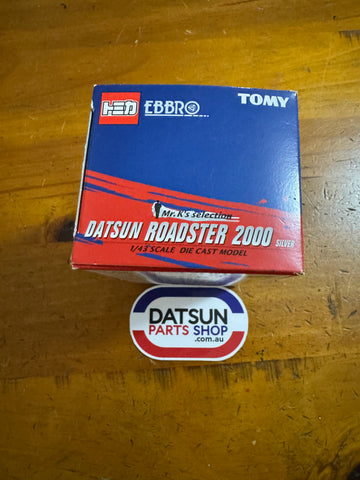 トミカ EBBRO TOMY
Mr. K's selection
DATSUN ROADSTER 2000 SILVER
1/43 SCALE DIE CAST MODEL
DATSUN
PARTS SHOP
.com.au